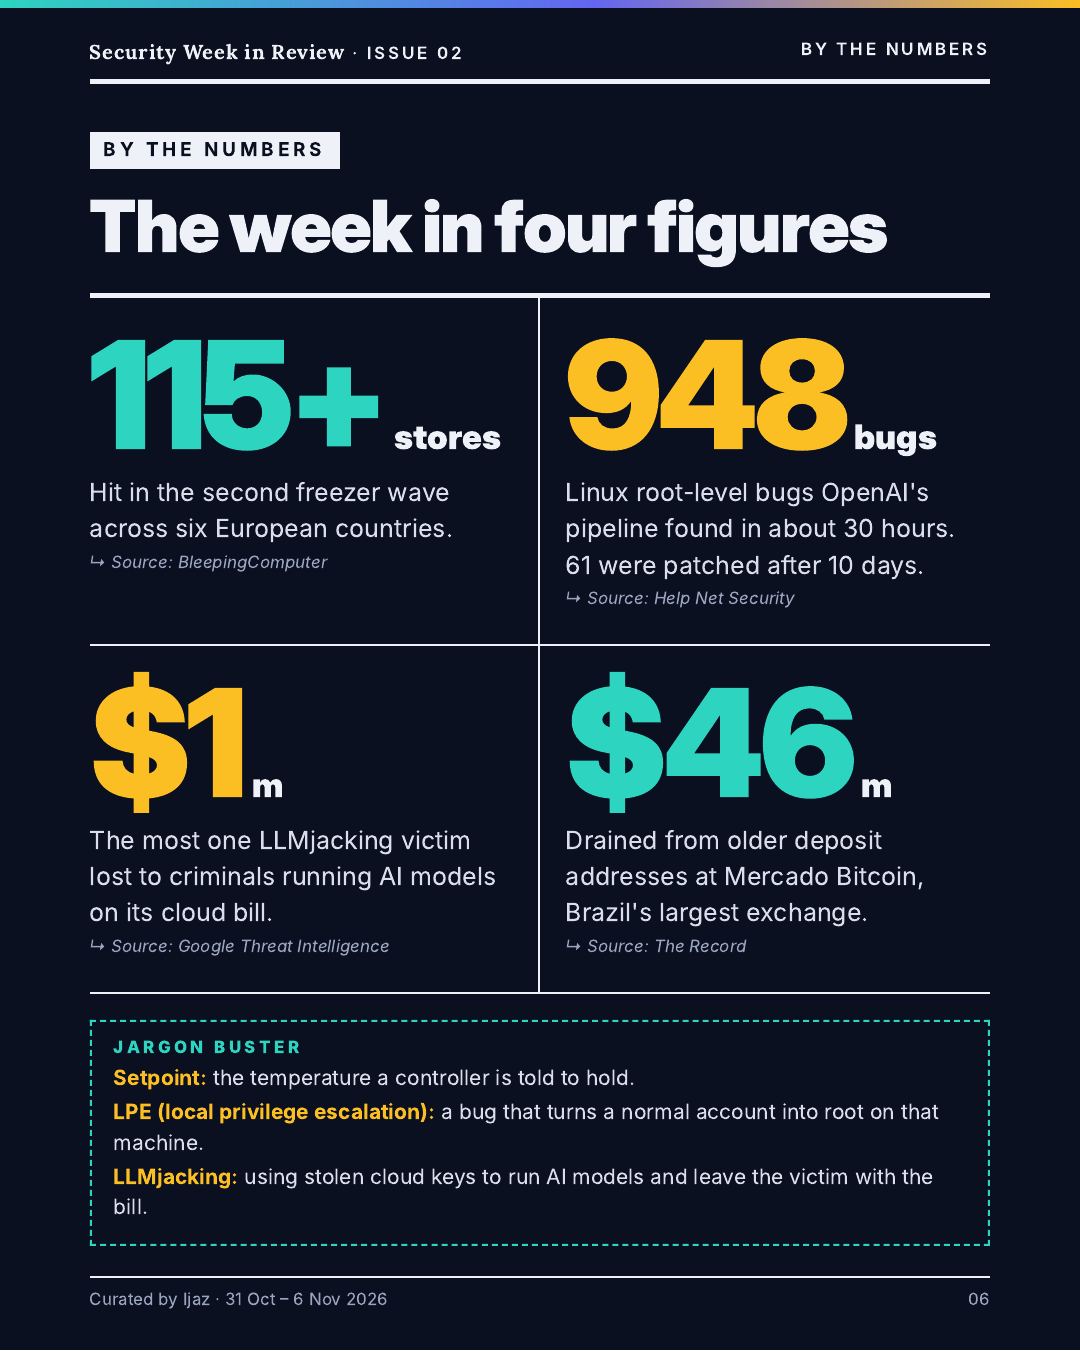 Security Week in Review · ISSUE 02
BY THE NUMBERS
BY THE NUMBERS
The week in four figures
115+ stores
Hit in the second freezer wave
across six European countries.
↳ Source: BleepingComputer
948 bugs
Linux root-level bugs OpenAI's
pipeline found in about 30 hours.
61 were patched after 10 days.
↳ Source: Help Net Security
$1 m
The most one LLMjacking victim
lost to criminals running AI models
on its cloud bill.
↳ Source: Google Threat Intelligence
$46 m
Drained from older deposit
addresses at Mercado Bitcoin,
Brazil's largest exchange.
↳ Source: The Record
JARGON BUSTER
Setpoint: the temperature a controller is told to hold.
LPE (local privilege escalation): a bug that turns a normal account into root on that
machine.
LLMjacking: using stolen cloud keys to run AI models and leave the victim with the
bill.
Curated by Ijaz · 31 Oct – 6 Nov 2026
06